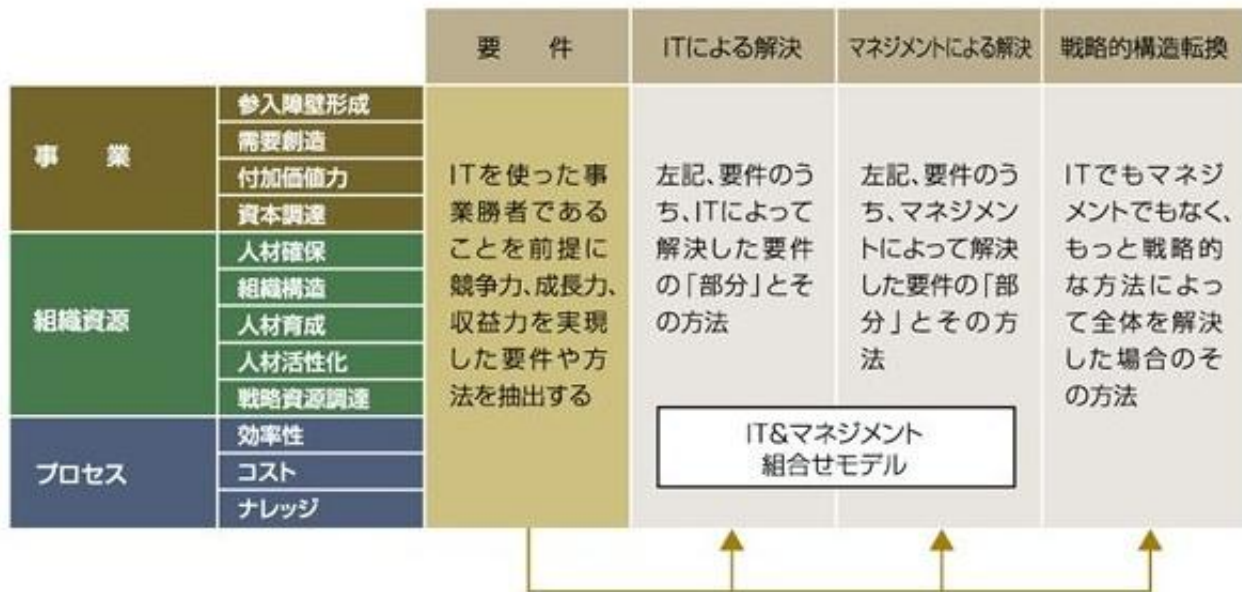 要 件
ITによる解決
マネジメントによる解決
戦略的構造転換
事 業
参入障壁形成
需要創造
付加価値力
資本調達
組織資源
人材確保
組織構造
人材育成
人材活性化
戦略資源調達
プロセス
効率性
コスト
ナレッジ
ITを使った事
業勝者である
ことを前提に
競争力、成長力、
収益力を実現
した要件や方
法を抽出する
左記、要件のう
ち、ITによって
解決した要件
の「部分」とそ
の方法
左記、要件のう
ち、マネジメン
トによって解決
した要件の「部
分」とその方
法
ITでもマネジ
メントでもなく、
もっと戦略的
な方法によっ
て全体を解決
した場合のそ
の方法
IT&マネジメント
組合せモデル